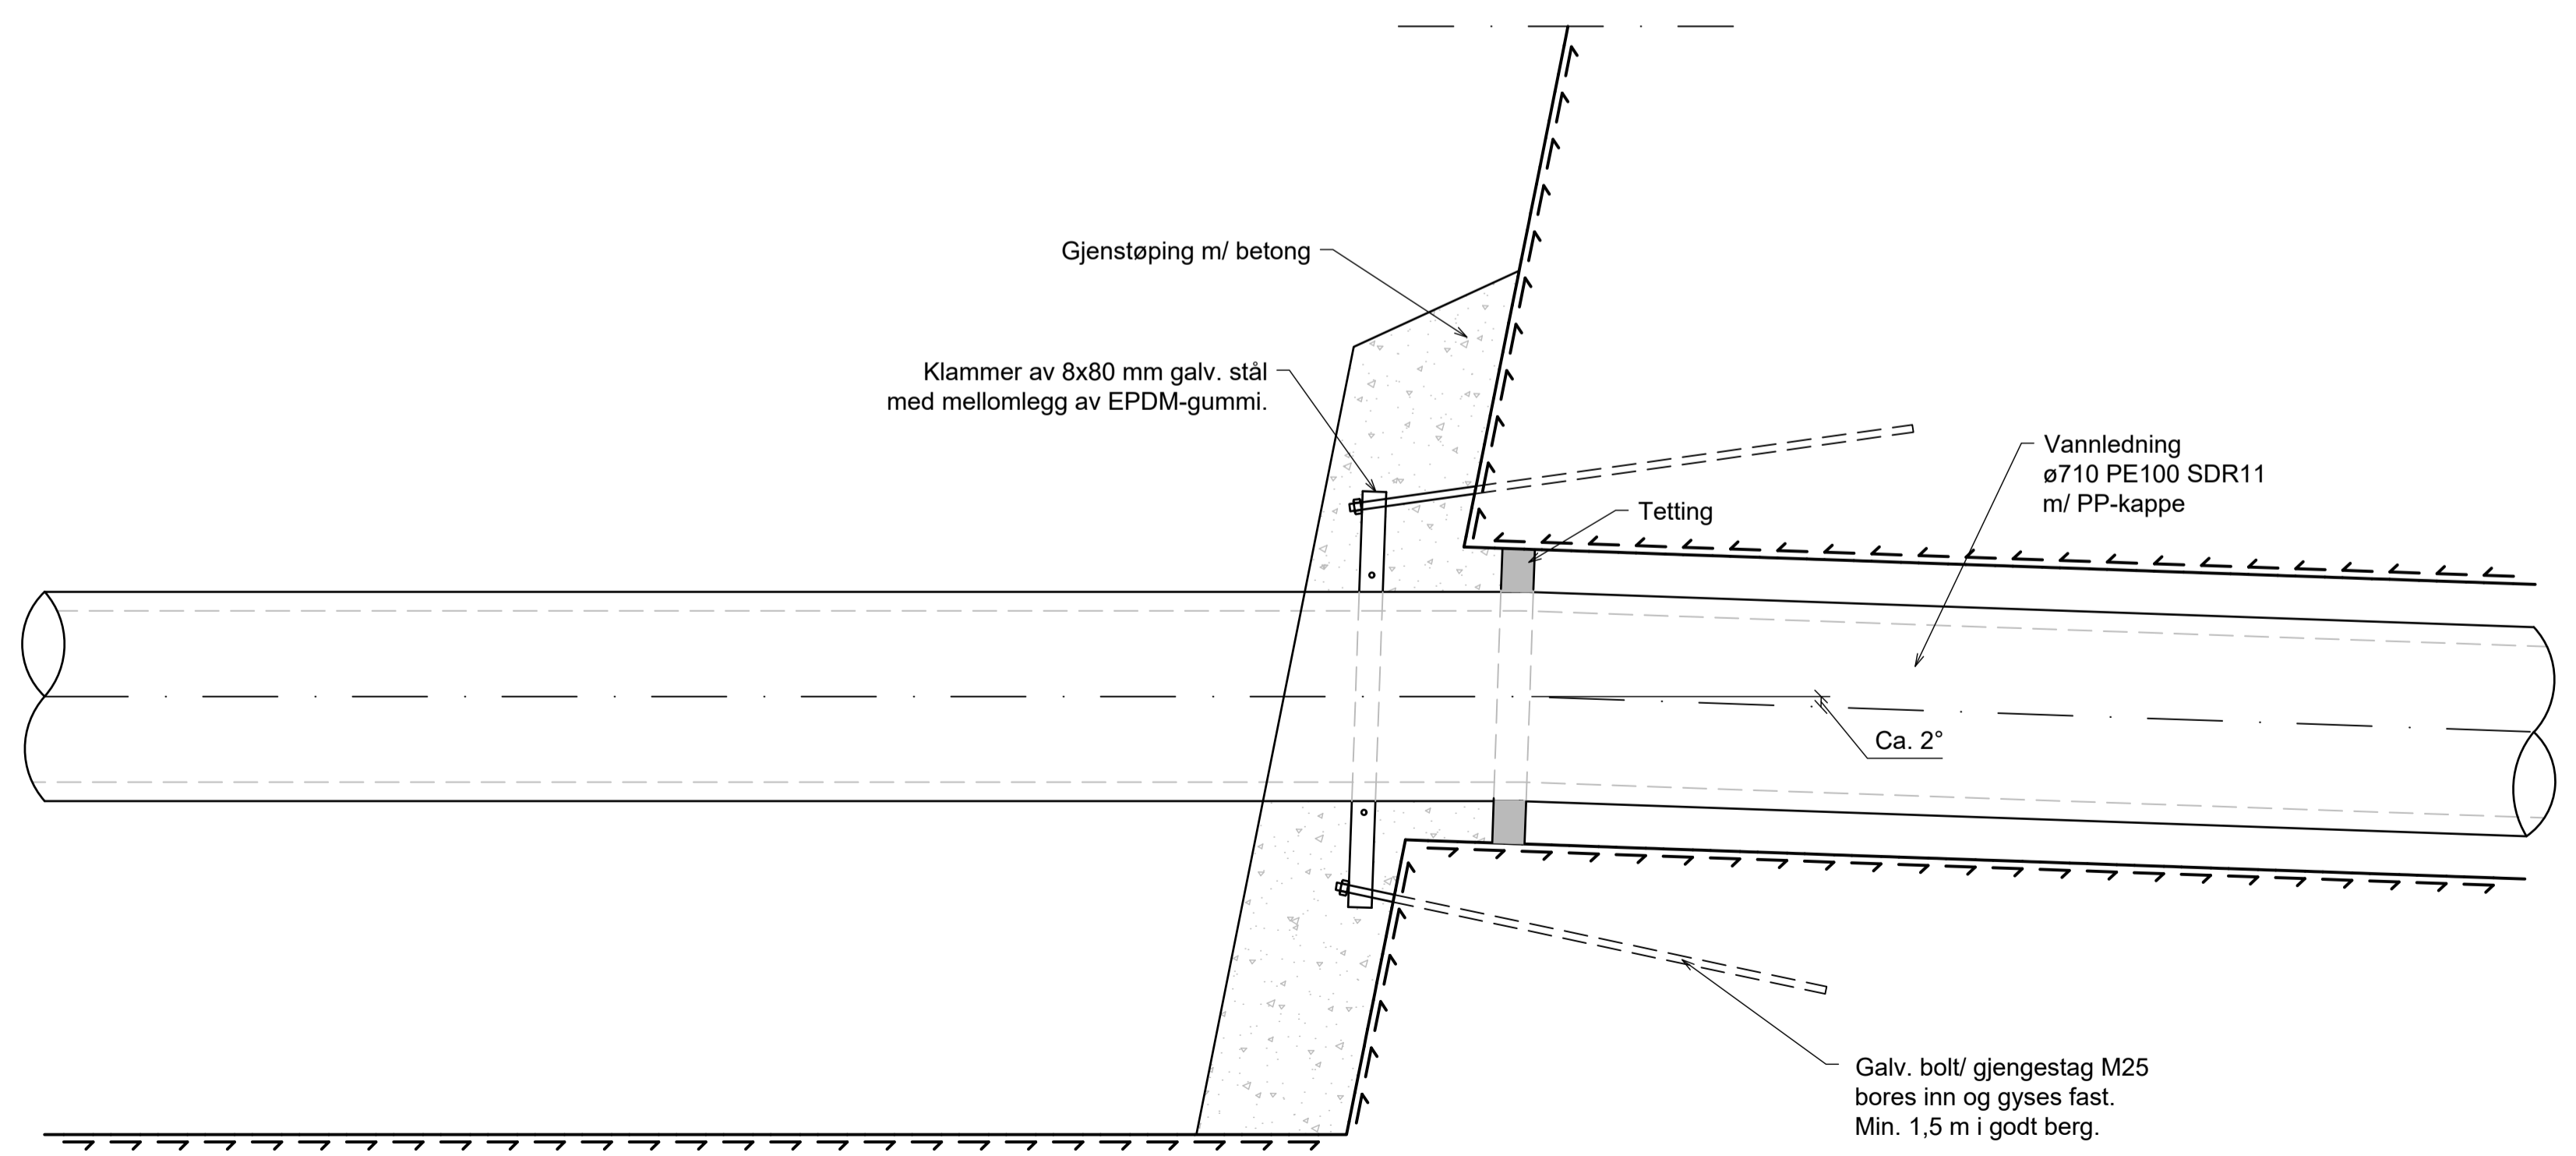 Gjenstøping m/ betong
Klammer av 8x80 mm galv. stål
med mellomlegg av EPDM-gummi.
Vannledning
ø710 PE100 SDR11
m/ PP-kappe
Tetting
Ca. 2°
Galv. bolt/ gjengestag M25
bores inn og gyses fast.
Min. 1,5 m i godt berg.